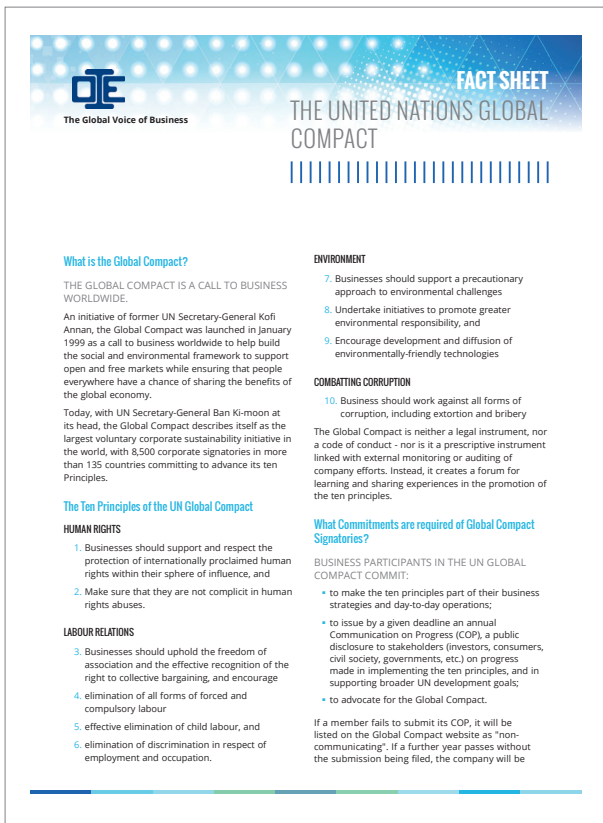 OIE
The Global Voice of Business
FACT SHEET
THE UNITED NATIONS GLOBAL
COMPACT
What is the Global Compact?
THE GLOBAL COMPACT IS A CALL TO BUSINESS
WORLDWIDE.
An initiative of former UN Secretary-General Kofi
Annan, the Global Compact was launched in January
1999 as a call to business worldwide to help build
the social and environmental framework to support
open and free markets while ensuring that people
everywhere have a chance of sharing the benefits of
the global economy.
Today, with UN Secretary-General Ban Ki-moon at
its head, the Global Compact describes itself as the
largest voluntary corporate sustainability initiative in
the world, with 8,500 corporate signatories in more
than 135 countries committing to advance its ten
Principles.
The Ten Principles of the UN Global Compact
HUMAN RIGHTS
1. Businesses should support and respect the
protection of internationally proclaimed human
rights within their sphere of influence, and
2. Make sure that they are not complicit in human
rights abuses.
LABOUR RELATIONS
3. Businesses should uphold the freedom of
association and the effective recognition of the
right to collective bargaining, and encourage
4. elimination of all forms of forced and
compulsory labour
5. effective elimination of child labour, and
6. elimination of discrimination in respect of
employment and occupation.
ENVIRONMENT
7. Businesses should support a precautionary
approach to environmental challenges
8. Undertake initiatives to promote greater
environmental responsibility, and
9. Encourage development and diffusion of
environmentally-friendly technologies
COMBATTING CORRUPTION
10. Business should work against all forms of
corruption, including extortion and bribery
The Global Compact is neither a legal instrument, nor
a code of conduct - nor is it a prescriptive instrument
linked with external monitoring or auditing of
company efforts. Instead, it creates a forum for
learning and sharing experiences in the promotion of
the ten principles.
What Commitments are required of Global Compact
Signatories?
BUSINESS PARTICIPANTS IN THE UN GLOBAL
COMPACT COMMIT:
▪ to make the ten principles part of their business
strategies and day-to-day operations;
▪ to issue by a given deadline an annual
Communication on Progress (COP), a public
disclosure to stakeholders (investors, consumers,
civil society, governments, etc.) on progress
made in implementing the ten principles, and in
supporting broader UN development goals;
▪ to advocate for the Global Compact.
If a member fails to submit its COP, it will be
listed on the Global Compact website as "non-
communicating". If a further year passes without
the submission being filed, the company will be